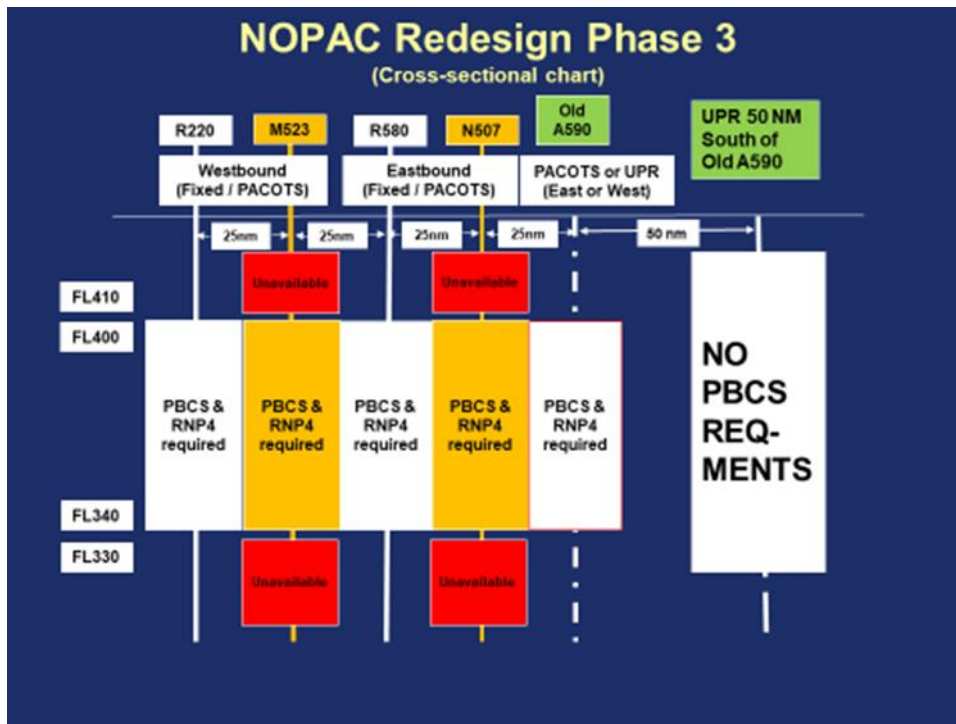 NOPAC Redesign Phase 3
(Cross-sectional chart)
R220
M523
R580
N507
Old
A590
UPR 50 NM
South of
Old A590
Westbound
(Fixed / PACOTS)
Eastbound
(Fixed / PACOTS)
PACOTS or UPR
(East or West)
25nm
25nm
25nm
25nm
50 nm
Unavailable
Unavailable
FL410
FL400
PBCS &
RNP4
required
PBCS &
RNP4
required
PBCS &
RNP4
required
PBCS &
RNP4
required
PBCS &
RNP4
required
NO
PBCS
REQ-
MENTS
FL340
FL330
Unavailable
Unavailable